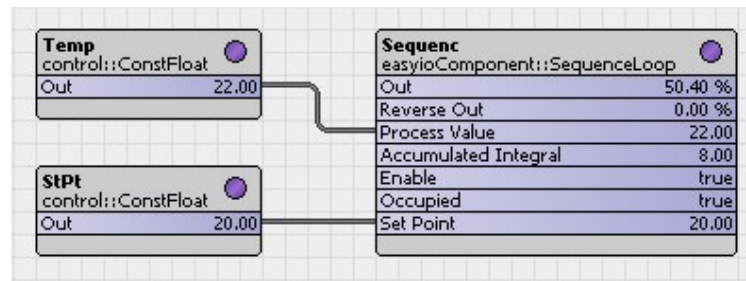 Temp
control::ConstFloat
Out 22.00
StPt
control::ConstFloat
Out 20.00
Sequenc
easyioComponent::SequenceLoop
Out 50.40 %
Reverse Out 0.00 %
Process Value 22.00
Accumulated Integral 8.00
Enable true
Occupied true
Set Point 20.00